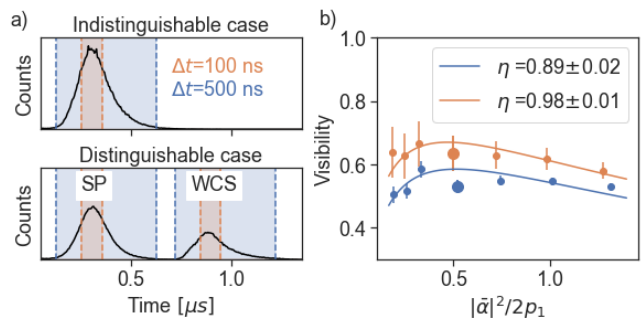 a)
Indistinguishable case
Counts
Δt=100 ns
Δt=500 ns
Distinguishable case
Counts
SP
WCS
0.5
1.0
Time [μs]
b)
1.0
0.8
0.6
0.4
Visibility
η =0.89±0.02
η =0.98±0.01
0.5
1.0
|ᾱ|²/2p₁